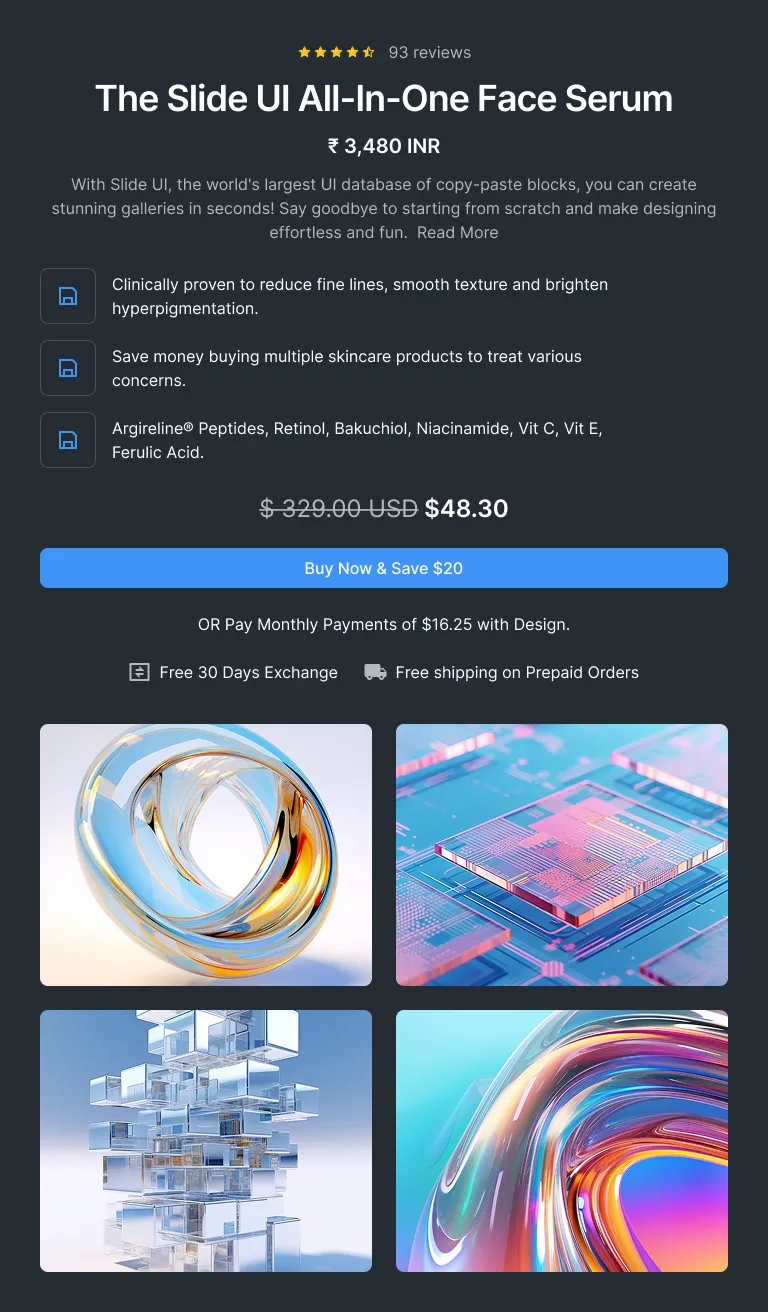 93 reviews
The Slide UI All-In-One Face Serum
₹ 3,480 INR
With Slide UI, the world's largest UI database of copy-paste blocks, you can create
stunning galleries in seconds! Say goodbye to starting from scratch and make designing
effortless and fun.  Read More
Clinically proven to reduce fine lines, smooth texture and brighten
hyperpigmentation.
Save money buying multiple skincare products to treat various
concerns.
Argireline® Peptides, Retinol, Bakuchiol, Niacinamide, Vit C, Vit E,
Ferulic Acid.
$ 329.00 USD $48.30
Buy Now & Save $20
OR Pay Monthly Payments of $16.25 with Design.
Free 30 Days Exchange Free shipping on Prepaid Orders